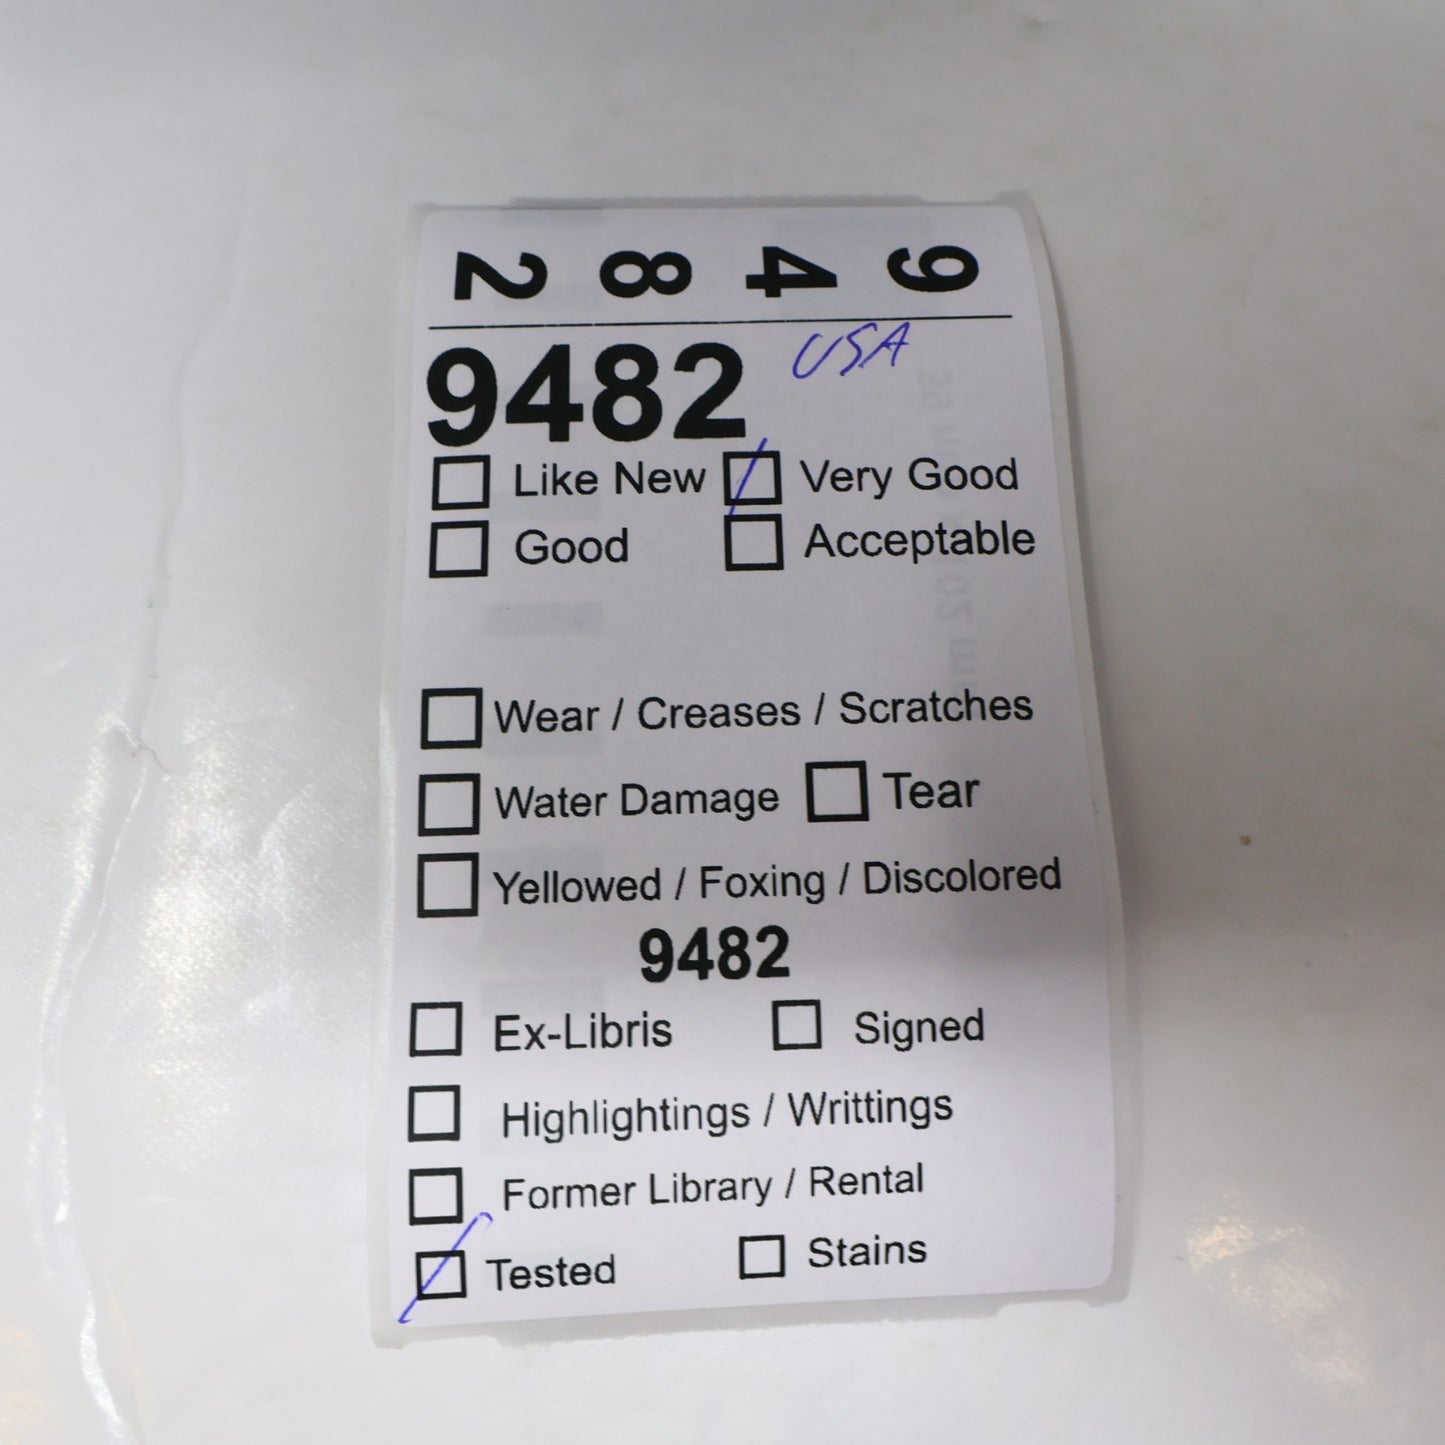 9 4 8 2
9482 USA
Like New Very Good
Good Acceptable
Wear / Creases / Scratches
Water Damage Tear
Yellowed / Foxing / Discolored
9482
Ex-Libris Signed
Highlightings / Writtings
Former Library / Rental
Tested Stains